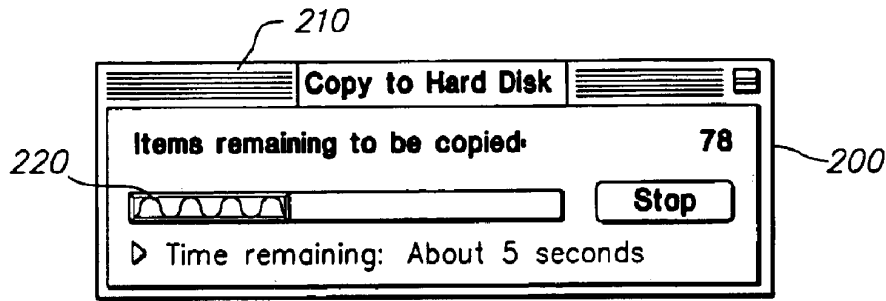 210
Copy to Hard Disk
Items remaining to be copied: 78
200
220
Stop
Time remaining: About 5 seconds